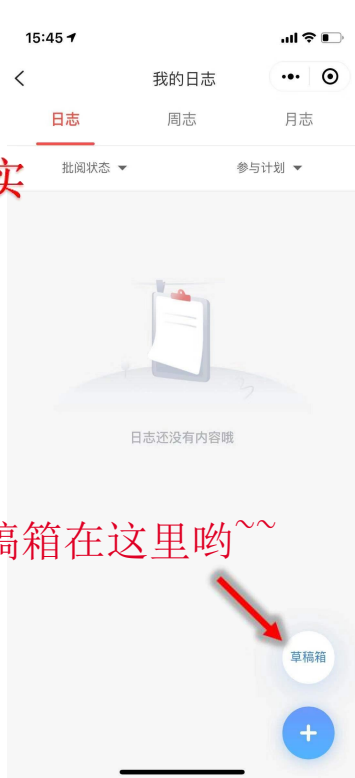 15:45
我的日志
日志 周志 月志
实
批阅状态 参与计划
日志还没有内容哦
稿箱在这里哟~~
草稿箱